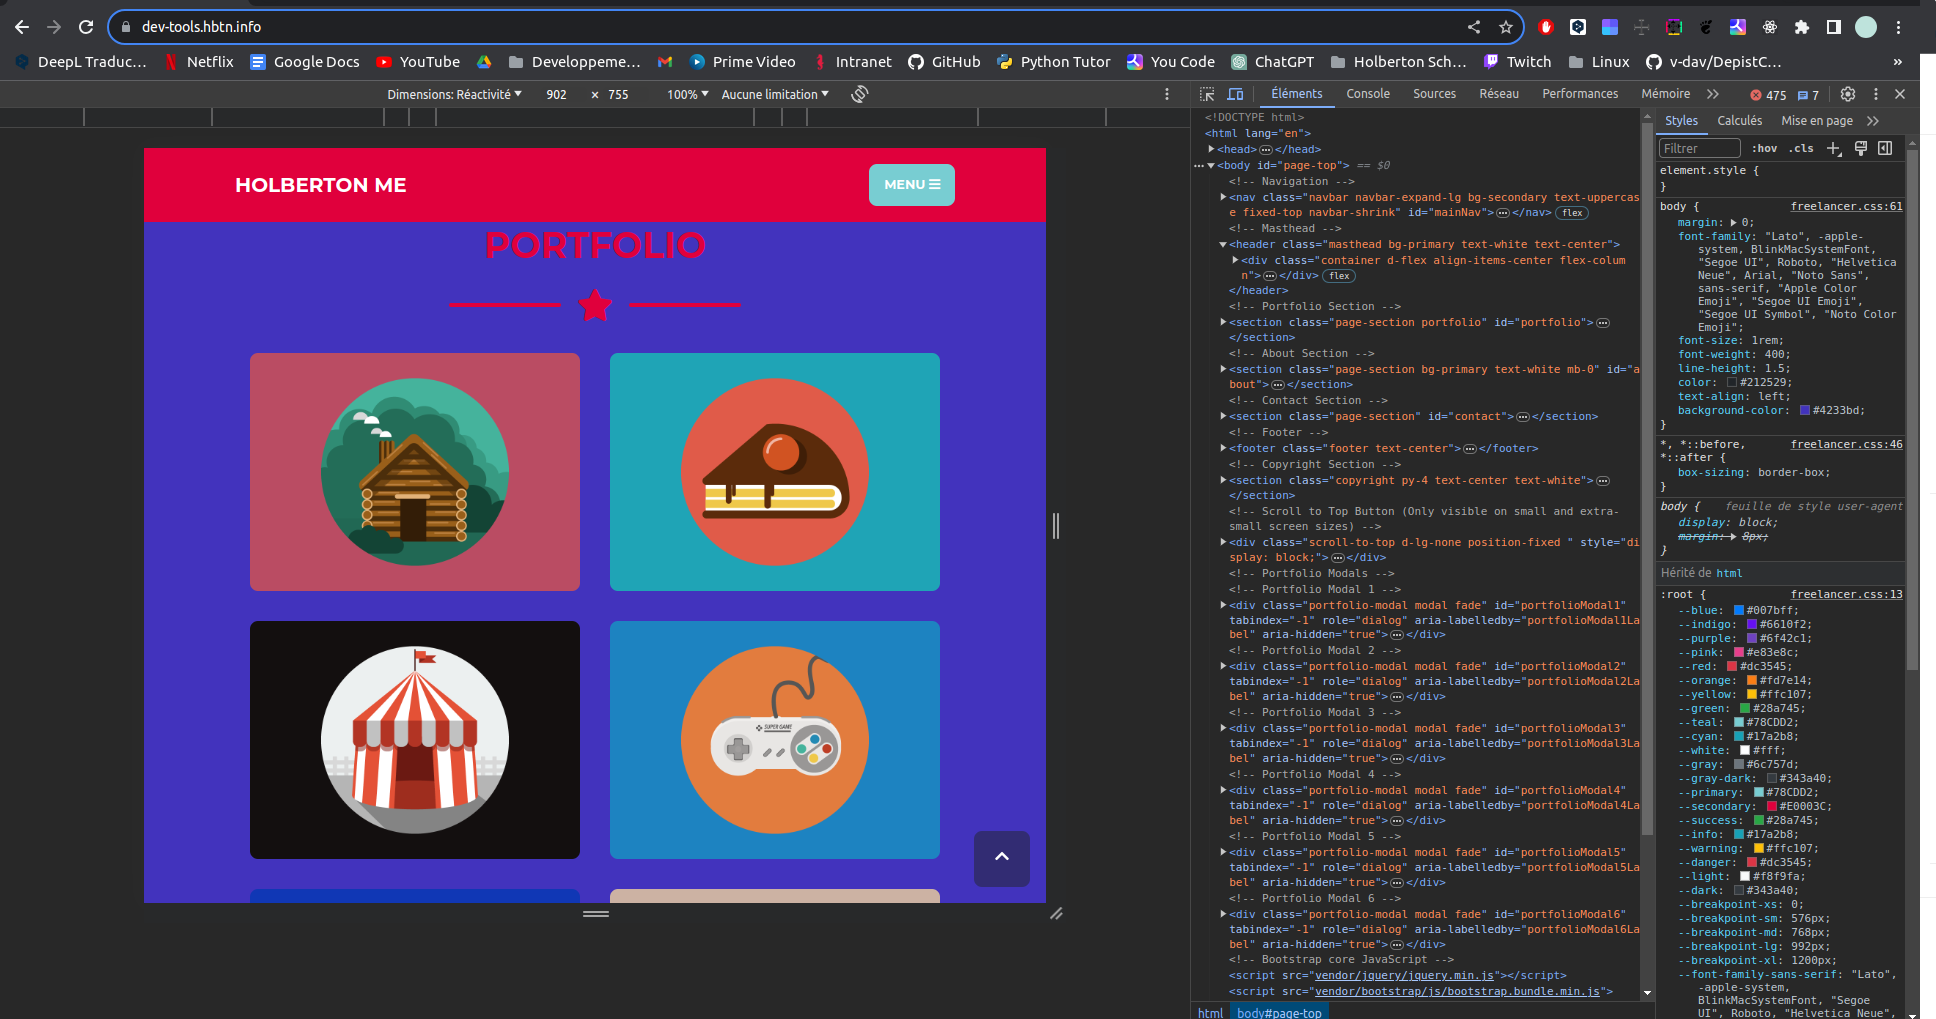 dev-tools.hbtn.info
DeepL Traduc... Netflix Google Docs YouTube Developpeme... Prime Video Intranet GitHub Python Tutor You Code ChatGPT Holberton Sch... Twitch Linux v-dav/DepistC... »
Dimensions: Réactivité 902 × 755 100% Aucune limitation
HOLBERTON ME
MENU
PORTFOLIO
SUPER GAME
Éléments Console Sources Réseau Performances Mémoire 475 7
<!DOCTYPE html>
<html lang="en">
<head>…</head>
… <body id="page-top"> == $0
<!-- Navigation -->
<nav class="navbar navbar-expand-lg bg-secondary text-uppercas
e fixed-top navbar-shrink" id="mainNav">…</nav> flex
<!-- Masthead -->
<header class="masthead bg-primary text-white text-center">
<div class="container d-flex align-items-center flex-colum
n">…</div> flex
</header>
<!-- Portfolio Section -->
<section class="page-section portfolio" id="portfolio">…
</section>
<!-- About Section -->
<section class="page-section bg-primary text-white mb-0" id="a
bout">…</section>
<!-- Contact Section -->
<section class="page-section" id="contact">…</section>
<!-- Footer -->
<footer class="footer text-center">…</footer>
<!-- Copyright Section -->
<section class="copyright py-4 text-center text-white">…
</section>
<!-- Scroll to Top Button (Only visible on small and extra-
small screen sizes) -->
<div class="scroll-to-top d-lg-none position-fixed " style="di
splay: block;">…</div>
<!-- Portfolio Modals -->
<!-- Portfolio Modal 1 -->
<div class="portfolio-modal modal fade" id="portfolioModal1"
tabindex="-1" role="dialog" aria-labelledby="portfolioModal1La
bel" aria-hidden="true">…</div>
<!-- Portfolio Modal 2 -->
<div class="portfolio-modal modal fade" id="portfolioModal2"
tabindex="-1" role="dialog" aria-labelledby="portfolioModal2La
bel" aria-hidden="true">…</div>
<!-- Portfolio Modal 3 -->
<div class="portfolio-modal modal fade" id="portfolioModal3"
tabindex="-1" role="dialog" aria-labelledby="portfolioModal3La
bel" aria-hidden="true">…</div>
<!-- Portfolio Modal 4 -->
<div class="portfolio-modal modal fade" id="portfolioModal4"
tabindex="-1" role="dialog" aria-labelledby="portfolioModal4La
bel" aria-hidden="true">…</div>
<!-- Portfolio Modal 5 -->
<div class="portfolio-modal modal fade" id="portfolioModal5"
tabindex="-1" role="dialog" aria-labelledby="portfolioModal5La
bel" aria-hidden="true">…</div>
<!-- Portfolio Modal 6 -->
<div class="portfolio-modal modal fade" id="portfolioModal6"
tabindex="-1" role="dialog" aria-labelledby="portfolioModal6La
bel" aria-hidden="true">…</div>
<!-- Bootstrap core JavaScript -->
<script src="vendor/jquery/jquery.min.js"></script>
<script src="vendor/bootstrap/js/bootstrap.bundle.min.js">
html body#page-top
Styles Calculés Mise en page
Filtrer :hov .cls
element.style {
}
body { freelancer.css:61
margin: 0;
font-family: "Lato", -apple-
system, BlinkMacSystemFont,
"Segoe UI", Roboto, "Helvetica
Neue", Arial, "Noto Sans",
sans-serif, "Apple Color
Emoji", "Segoe UI Emoji",
"Segoe UI Symbol", "Noto Color
Emoji";
font-size: 1rem;
font-weight: 400;
line-height: 1.5;
color: #212529;
text-align: left;
background-color: #4233bd;
}
*, *::before, freelancer.css:46
*::after {
box-sizing: border-box;
}
body { feuille de style user-agent
display: block;
margin: 8px;
}
Hérité de html
:root { freelancer.css:13
--blue: #007bff;
--indigo: #6610f2;
--purple: #6f42c1;
--pink: #e83e8c;
--red: #dc3545;
--orange: #fd7e14;
--yellow: #ffc107;
--green: #28a745;
--teal: #78CDD2;
--cyan: #17a2b8;
--white: #fff;
--gray: #6c757d;
--gray-dark: #343a40;
--primary: #78CDD2;
--secondary: #E0003C;
--success: #28a745;
--info: #17a2b8;
--warning: #ffc107;
--danger: #dc3545;
--light: #f8f9fa;
--dark: #343a40;
--breakpoint-xs: 0;
--breakpoint-sm: 576px;
--breakpoint-md: 768px;
--breakpoint-lg: 992px;
--breakpoint-xl: 1200px;
--font-family-sans-serif: "Lato",
-apple-system,
BlinkMacSystemFont, "Segoe
UI", Roboto, "Helvetica Neue",